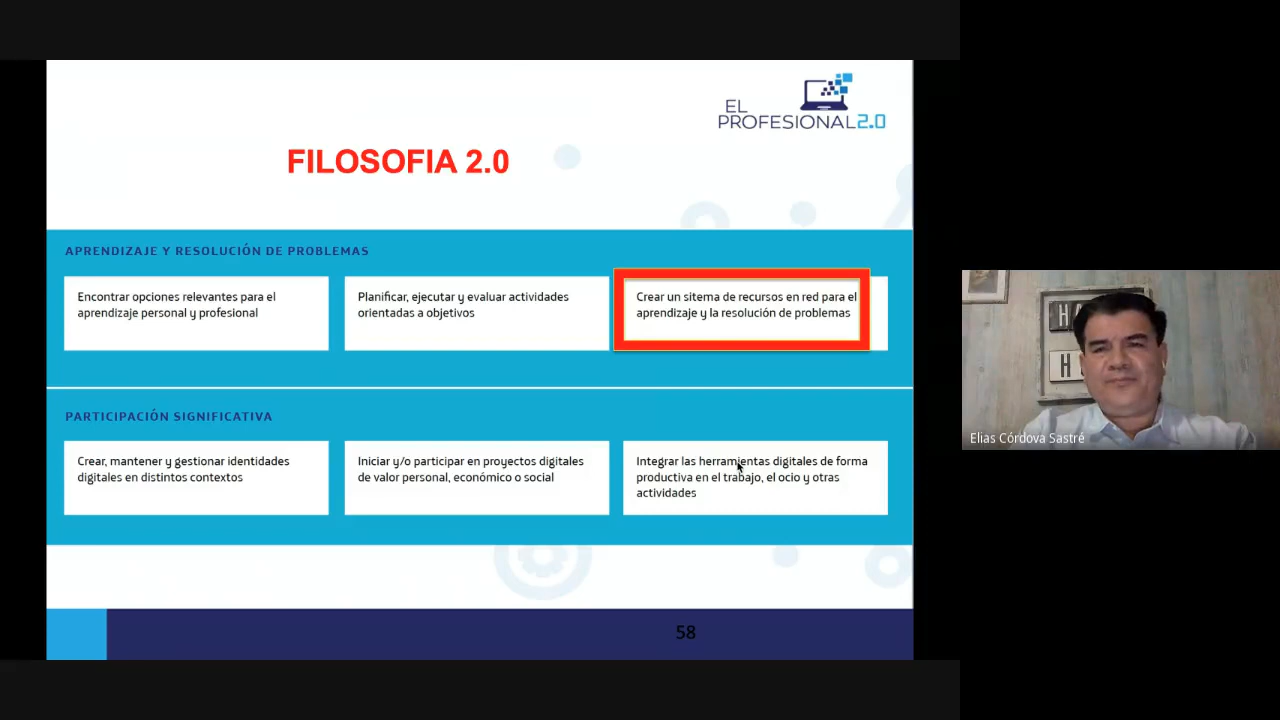 EL
PROFESIONAL2.0
FILOSOFIA 2.0
APRENDIZAJE Y RESOLUCIÓN DE PROBLEMAS
Encontrar opciones relevantes para el
aprendizaje personal y profesional
Planificar, ejecutar y evaluar actividades
orientadas a objetivos
Crear un sitema de recursos en red para el
aprendizaje y la resolución de problemas
PARTICIPACIÓN SIGNIFICATIVA
Crear, mantener y gestionar identidades
digitales en distintos contextos
Iniciar y/o participar en proyectos digitales
de valor personal, económico o social
Integrar las herramientas digitales de forma
productiva en el trabajo, el ocio y otras
actividades
58
Elias Córdova Sastré